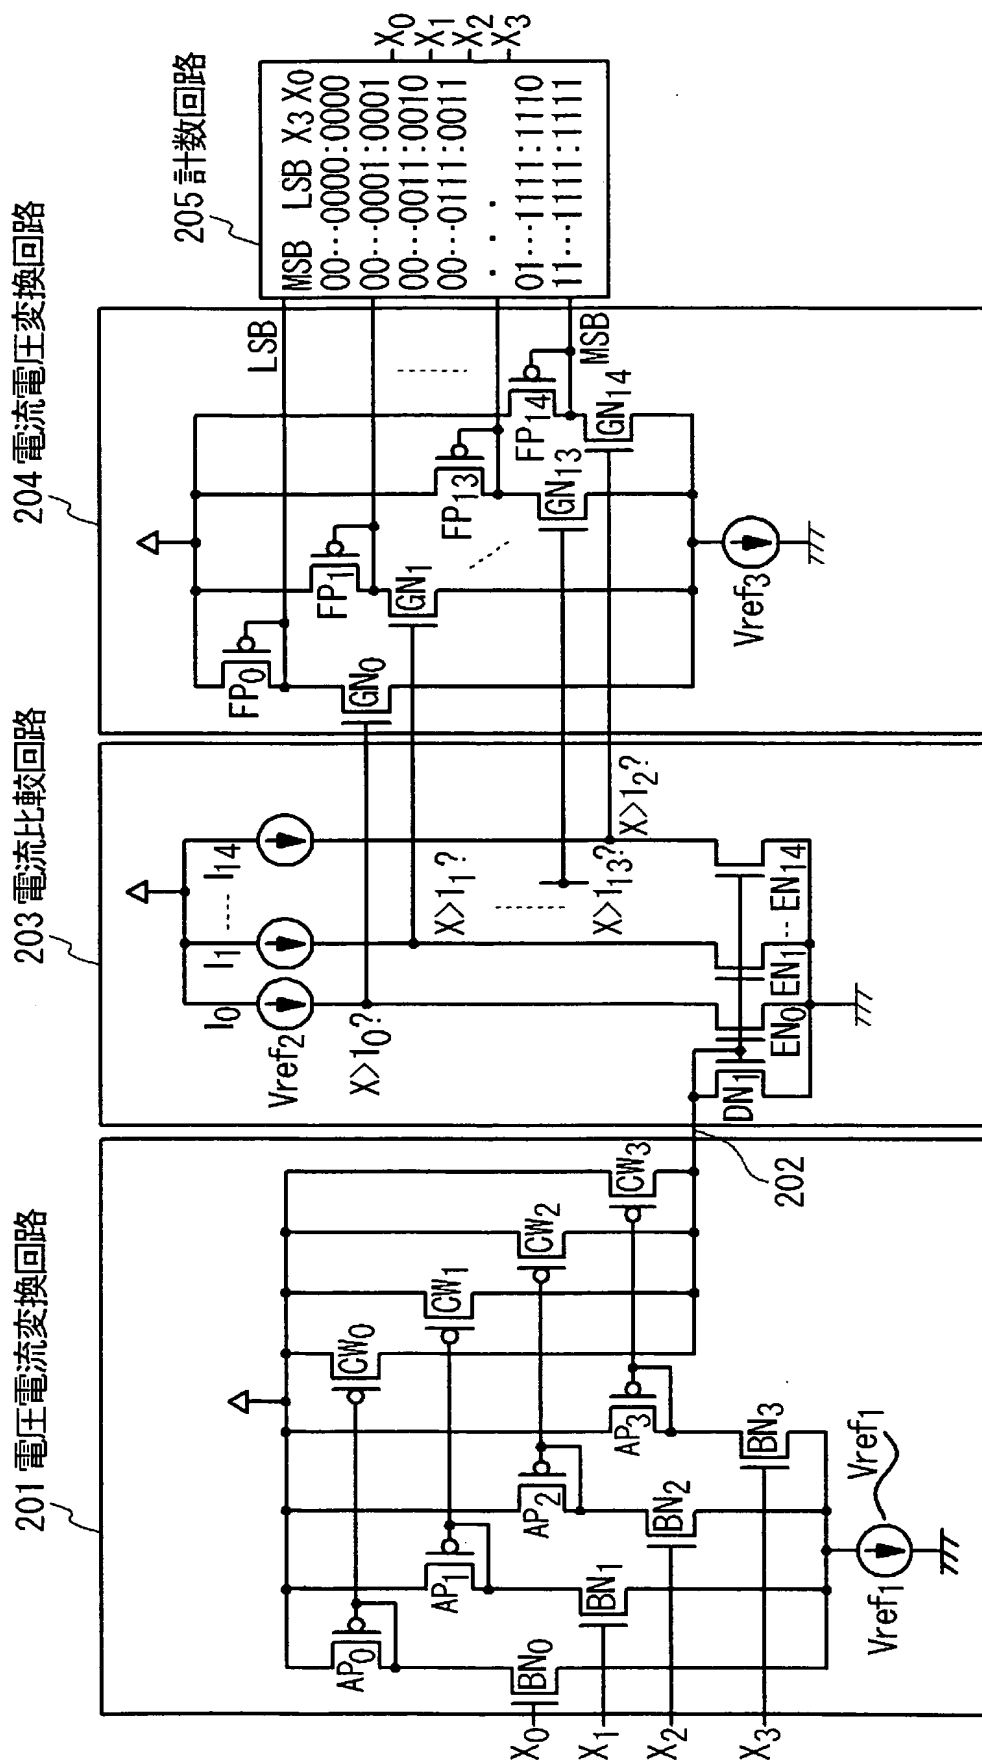 201 電圧電流変換回路
AP0
AP1
AP2
AP3
CW0
CW1
CW2
CW3
BN0
BN1
BN2
BN3
X0
X1
X2
X3
Vref1
Vref1
202
203 電流比較回路
I0
I1
I14
Vref2
X>10?
X>11?
X>113?
X>12?
DN1
EN0
EN1
EN14
204 電流電圧変換回路
FP0
FP1
FP13
FP14
GN0
GN1
GN13
GN14
LSB
MSB
Vref3
205 計数回路
MSB LSB X3 X0
00···0000:0000
00···0001:0001
00···0011:0010
00···0111:0011
01···1111:1110
11···1111:1111
X0
X1
X2
X3